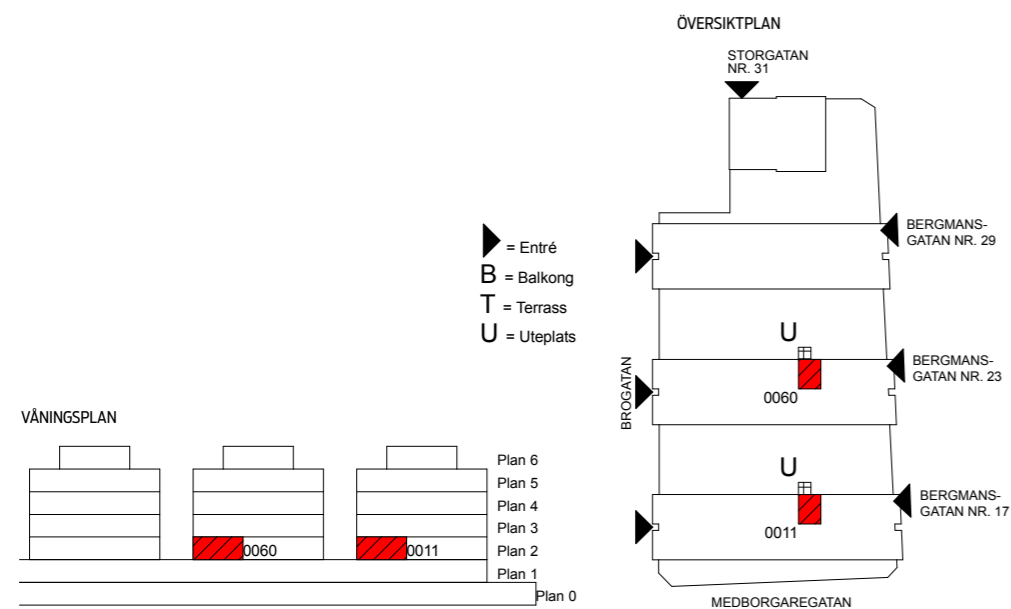 ÖVERSIKTPLAN
STORGATAN
NR. 31
BERGMANS-
GATAN NR. 29
= Entré
B = Balkong
T = Terrass
U = Uteplats
U
BERGMANS-
GATAN NR. 23
0060
BROGATAN
VÅNINGSPLAN
Plan 6
Plan 5
Plan 4
Plan 3
0060
0011
Plan 2
Plan 1
Plan 0
U
BERGMANS-
GATAN NR. 17
0011
MEDBORGAREGATAN